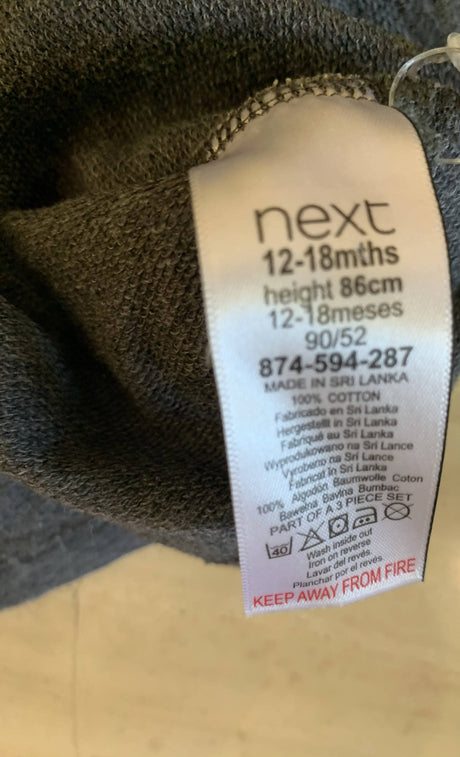 next
12-18mths
height 86cm
12-18meses
90/52
874-594-287
MADE IN SRI LANKA
100% COTTON
Fabricado en Sri Lanka
Hergestellt in Sri Lanka
Fabriqué au Sri Lanka
Wyprodukowano na Sri Lance
Vyrobeno na Sri Lance
Fabricat în Sri Lanka
100% Algodón Baumwolle Coton
Bawełna Bavlna Bumbac
PART OF A 3 PIECE SET
40
Wash inside out
Iron on reverse
Lavar del revés.
Planchar por el revés
KEEP AWAY FROM FIRE